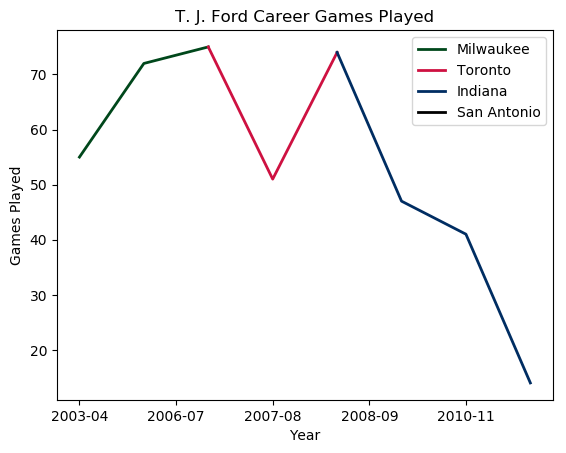 T. J. Ford Career Games Played
Milwaukee
Toronto
Indiana
San Antonio
Games Played
70
60
50
40
30
20
2003-04 2006-07 2007-08 2008-09 2010-11
Year